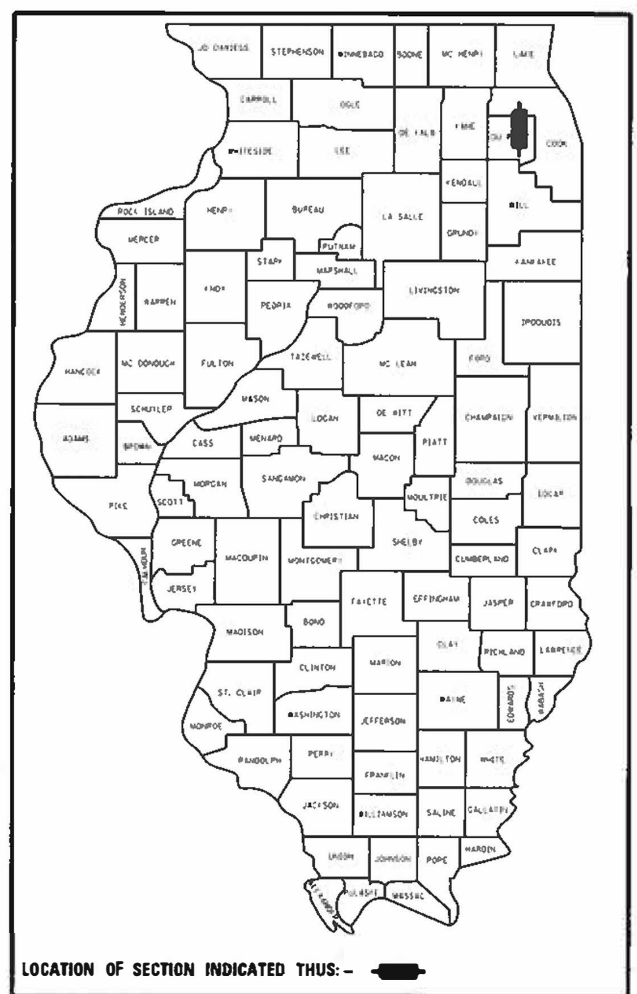 JO DAVIESS STEPHENSON WINNEBAGO BOONE MC HENRY LAKE
CARROLL OGLE DE KALB KANE DU P COOK
WHITESIDE LEE
KENDALL
ROCK ISLAND HENRY BUREAU LA SALLE GRUNDY WILL
MERCER PUTNAM
STARK MARSHALL KANKAKEE
HENDERSON WARREN KNOX PEORIA WOODFORD LIVINGSTON
IROQUOIS
HANCOCK MC DONOUGH FULTON TAZEWELL MC LEAN FORD
SCHUYLER MASON LOGAN DE WITT CHAMPAIGN VERMILION
ADAMS BROWN CASS MENARD PIATT
MACON
PIKE SCOTT MORGAN SANGAMON MOULTRIE DOUGLAS EDGAR
CHRISTIAN COLES
GREENE MACOUPIN MONTGOMERY SHELBY CUMBERLAND CLARK
CALHOUN
JERSEY FAYETTE EFFINGHAM JASPER CRAWFORD
MADISON BOND
CLAY RICHLAND LAWRENCE
CLINTON MARION
ST. CLAIR WAYNE EDWARDS WABASH
MONROE WASHINGTON JEFFERSON
RANDOLPH PERRY HAMILTON WHITE
FRANKLIN
JACKSON WILLIAMSON SALINE GALLATIN
UNION JOHNSON POPE HARDIN
ALEXANDER PULASKI MASSAC
LOCATION OF SECTION INDICATED THUS: -